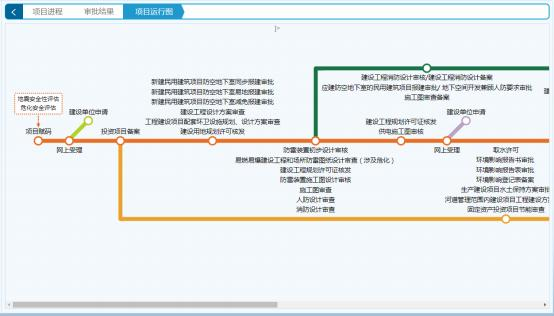 项目进程
审批结果
项目运行图
地震安全性评估
危化安全评估
项目赋码
建设单位申请
网上受理
投资项目备案
新建民用建筑项目防空地下室同步报建审批
新建民用建筑项目防空地下室易地报建审批
新建民用建筑项目防空地下室减免报建审批
建设工程设计方案审查
工程建设项目配套环卫设施规划、设计方案审查
建设用地规划许可证核发
防雷装置初步设计审核
易燃易爆建设工程和场所防雷图纸设计审查（涉及危化）
建设工程规划许可证核发
防雷装置施工图设计审核
施工图审查
人防设计审查
消防设计审查
建设工程消防设计审核/建设工程消防设计备案
应建防空地下室的民用建筑项目报建审批/ 地下空间开发兼顾人防要求审批
施工图审查备案
建设工程规划许可证核发
供电施工图审核
建设单位申请
网上受理
取水许可
环境影响报告书审批
环境影响报告表审批
环境影响登记表备案
生产建设项目水土保持方案审批
河道管理范围内建设项目工程建设方
固定资产投资项目节能审查